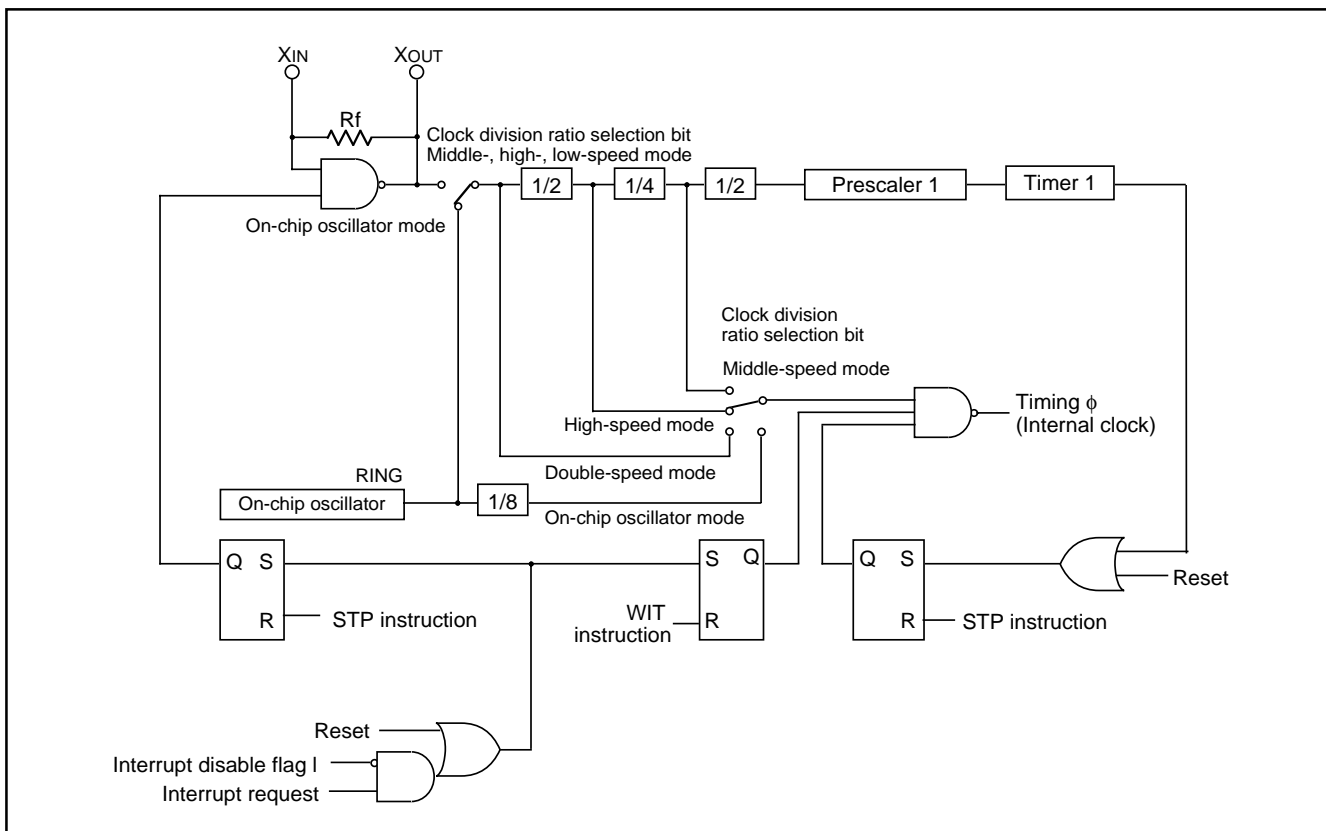 XIN
XOUT
Rf
Clock division ratio selection bit
Middle-, high-, low-speed mode
1/2
1/4
1/2
Prescaler 1
Timer 1
On-chip oscillator mode
Clock division
ratio selection bit
Middle-speed mode
Timing ϕ
(Internal clock)
High-speed mode
Double-speed mode
RING
On-chip oscillator
1/8
On-chip oscillator mode
Q S
R
STP instruction
S Q
R
WIT
instruction
Q S
R
STP instruction
Reset
Reset
Interrupt disable flag I
Interrupt request